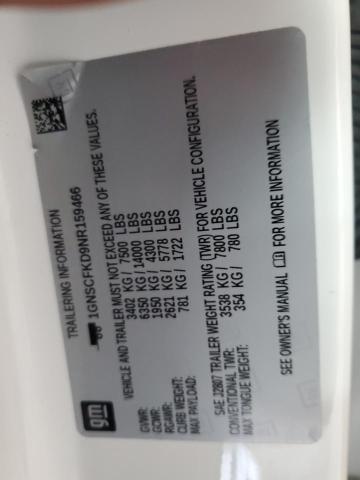 gm
TRAILERING INFORMATION
1GNSCFKD9NR159466
VEHICLE AND TRAILER MUST NOT EXCEED ANY OF THESE VALUES.
GVWR: 3402 KG/ 7500 LBS
GCWR: 6350 KG/14000 LBS
RGAWR: 1950 KG/ 4300 LBS
CURB WEIGHT: 2621 KG/ 5778 LBS
MAX PAYLOAD: 781 KG/ 1722 LBS
SAE J2807 TRAILER WEIGHT RATING (TWR) FOR VEHICLE CONFIGURATION.
CONVENTIONAL TWR: 3538 KG/ 7800 LBS
MAX TONGUE WEIGHT: 354 KG/ 780 LBS
SEE OWNER'S MANUAL FOR MORE INFORMATION